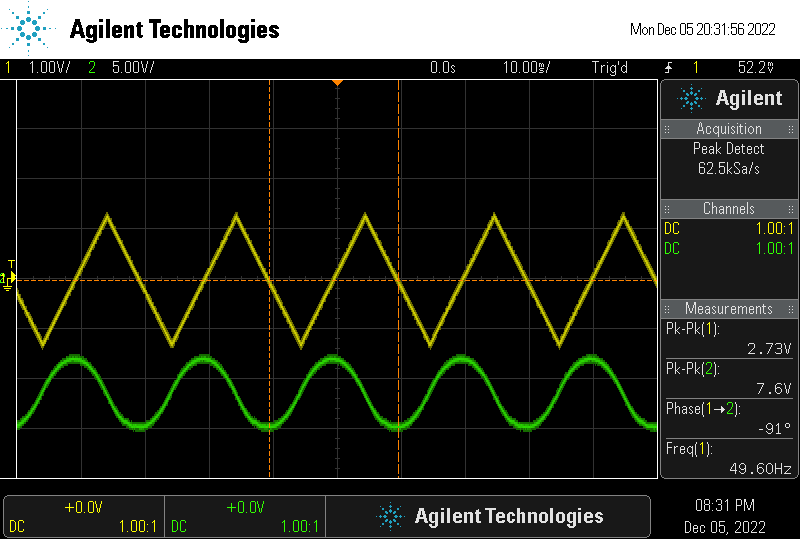 Agilent Technologies
Mon Dec 05 20:31:56 2022
1 1.00V/ 2 5.00V/ 0.0s 10.00ms/ Trig'd 1 52.2mV
Agilent
Acquisition
Peak Detect
62.5kSa/s
Channels
DC 1.00:1
DC 1.00:1
T
Measurements
Pk-Pk(1):
2.73V
Pk-Pk(2):
7.6V
Phase(1→2):
-91°
Freq(1):
49.60Hz
+0.0V
DC 1.00:1
+0.0V
DC 1.00:1
Agilent Technologies
08:31 PM
Dec 05, 2022